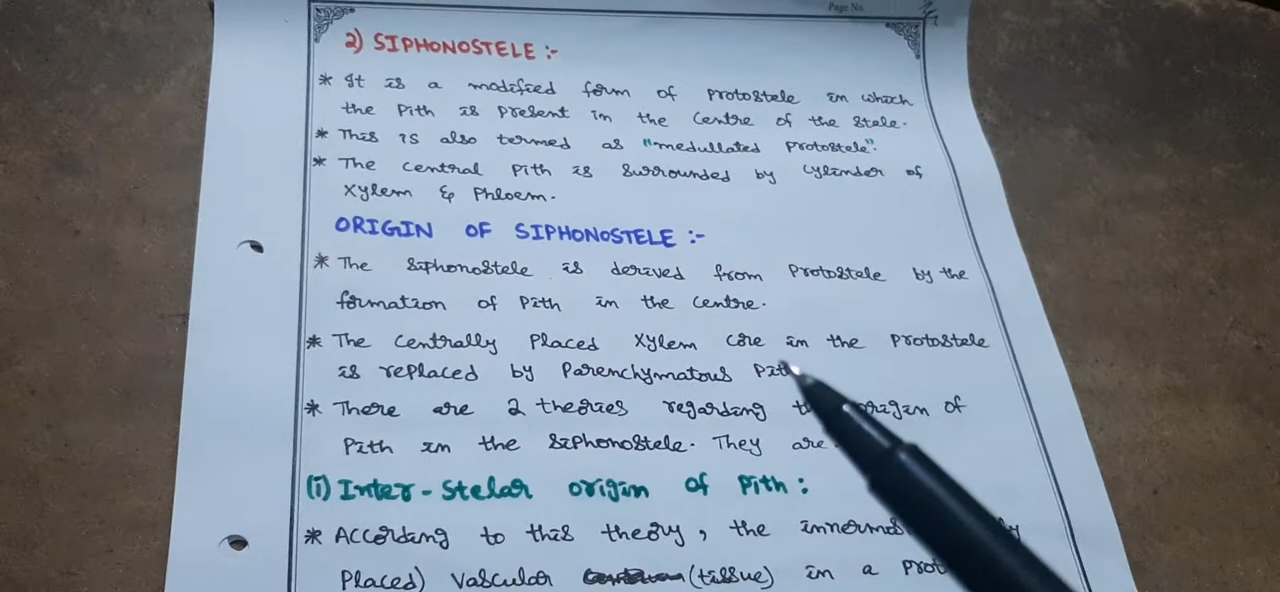 Page No
2) SIPHONOSTELE :-
* It is a modified form of protostele in which
the Pith is present in the centre of the stele.
* This is also termed as "medullated protostele".
* The central Pith is surrounded by cylinder of
Xylem & Phloem.
ORIGIN OF SIPHONOSTELE :-
* The Siphonostele is derived from Protostele by the
formation of Pith in the centre.
* The centrally Placed Xylem core in the Protostele
is replaced by Parenchymatous
* There are 2 theories regarding origin of
Pith in the Siphonostele. They are
(i) Inter-Stelar origin of Pith :
* According to this theory, the
Placed) Vascular (tissue) in a